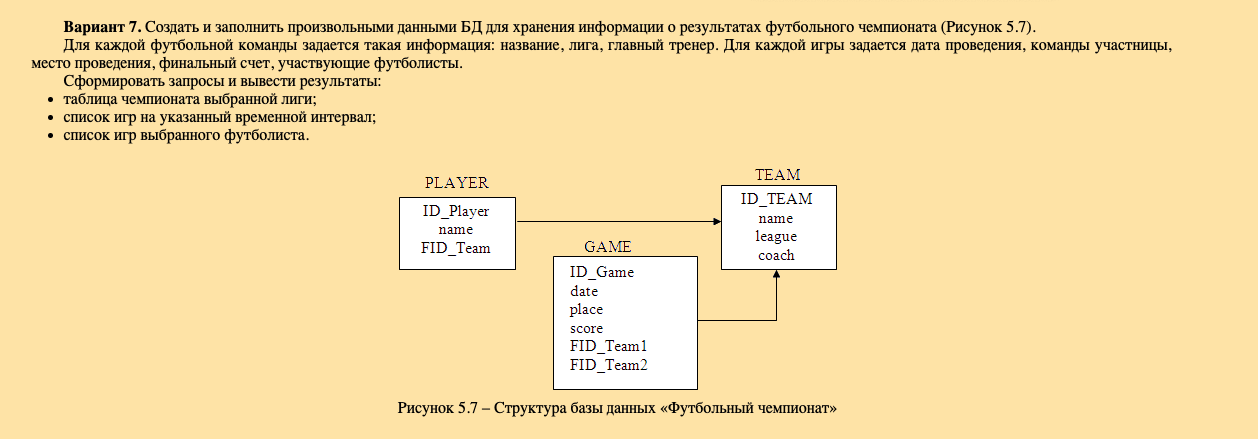 Вариант 7. Создать и заполнить произвольными данными БД для хранения информации о результатах футбольного чемпионата (Рисунок 5.7).
Для каждой футбольной команды задается такая информация: название, лига, главный тренер. Для каждой игры задается дата проведения, команды участницы,
место проведения, финальный счет, участвующие футболисты.
Сформировать запросы и вывести результаты:
• таблица чемпионата выбранной лиги;
• список игр на указанный временной интервал;
• список игр выбранного футболиста.
PLAYER
ID_Player
name
FID_Team
TEAM
ID_TEAM
name
league
coach
GAME
ID_Game
date
place
score
FID_Team1
FID_Team2
Рисунок 5.7 – Структура базы данных «Футбольный чемпионат»